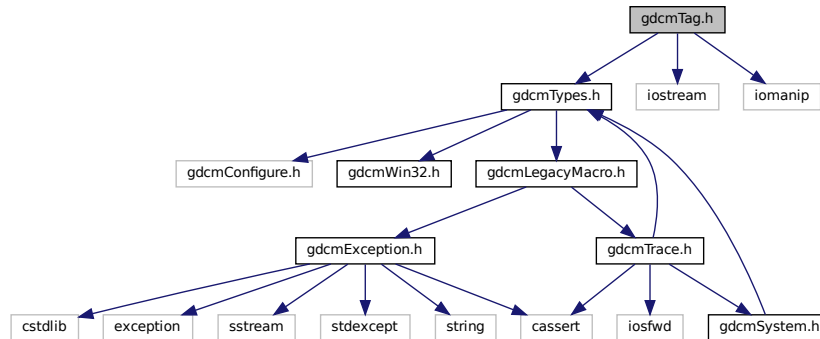 gdcmTag.h
gdcmTypes.h
iostream
iomanip
gdcmConfigure.h
gdcmWin32.h
gdcmLegacyMacro.h
gdcmException.h
gdcmTrace.h
cstdlib
exception
sstream
stdexcept
string
cassert
iosfwd
gdcmSystem.h